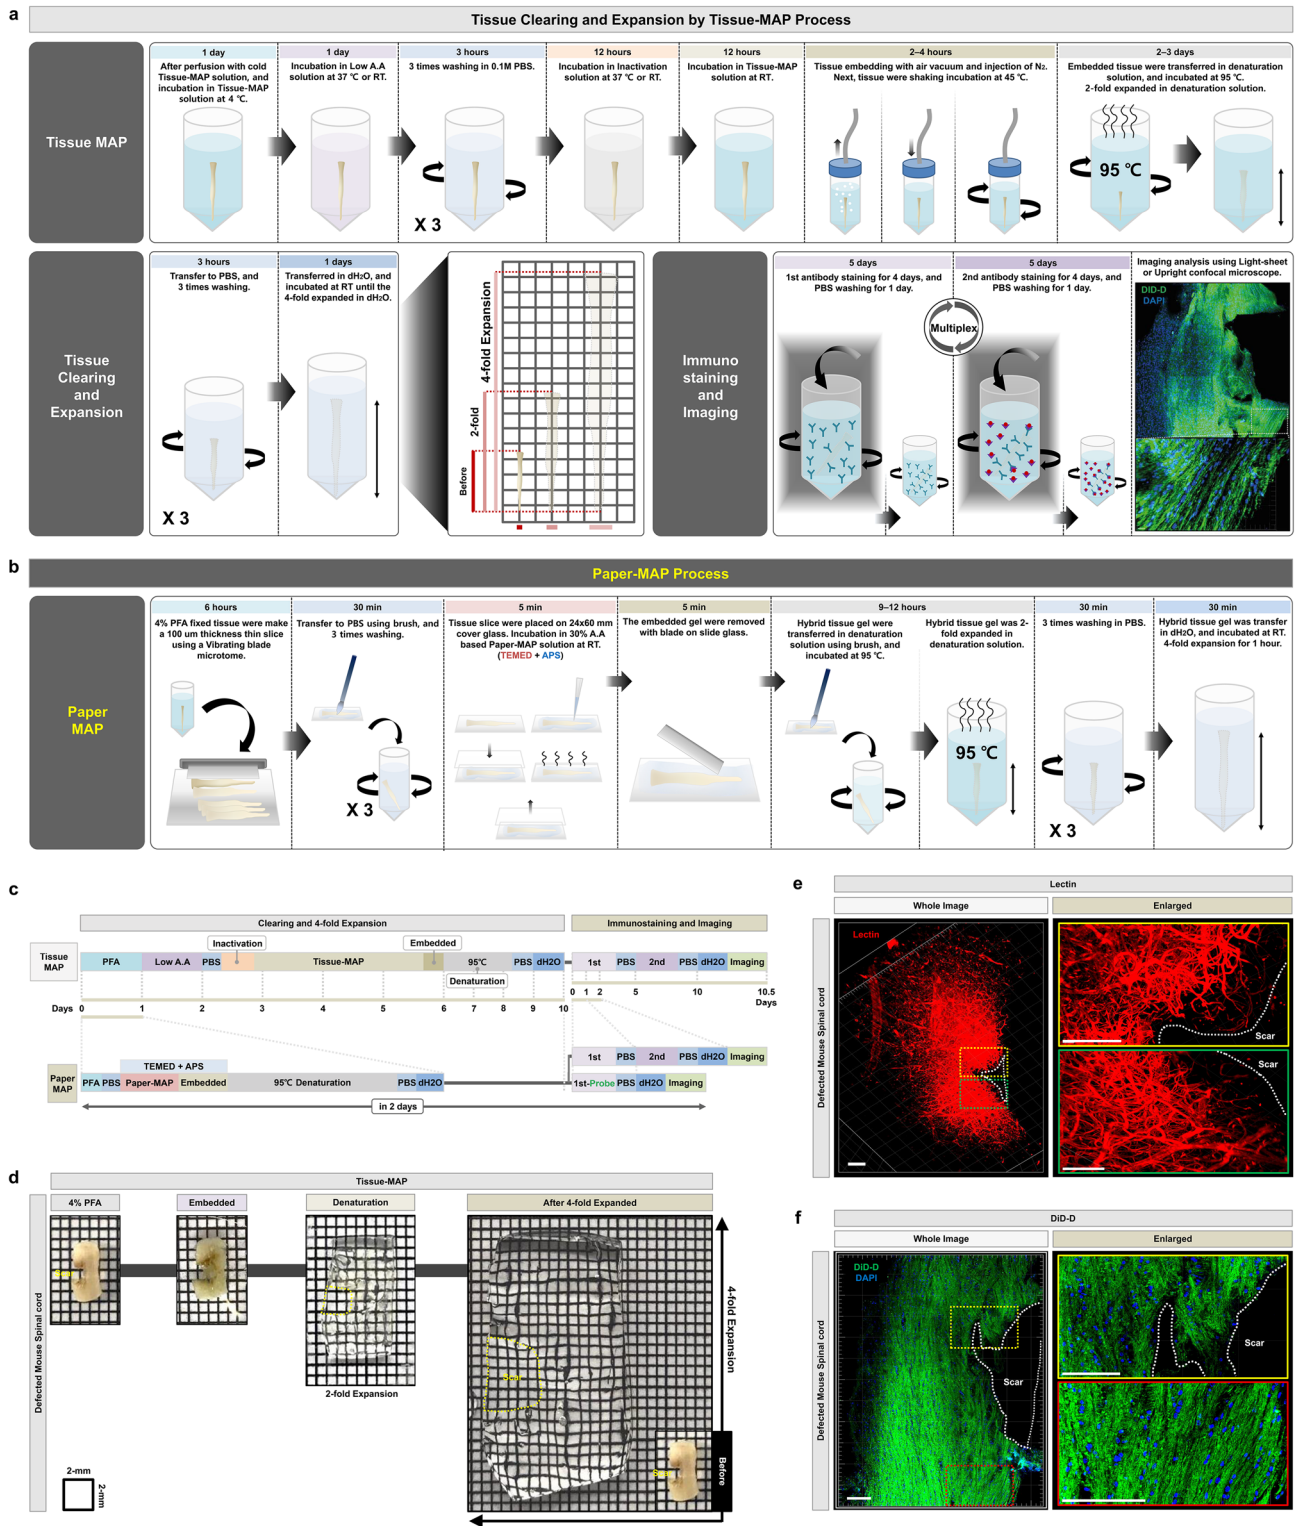 a
Tissue Clearing and Expansion by Tissue-MAP Process
Tissue MAP
1 day
After perfusion with cold
Tissue-MAP solution, and
incubation in Tissue-MAP
solution at 4 ℃.
1 day
Incubation in Low A.A
solution at 37 ℃ or RT.
3 hours
3 times washing in 0.1M PBS.
X 3
12 hours
Incubation in Inactivation
solution at 37 ℃ or RT.
12 hours
Incubation in Tissue-MAP
solution at RT.
2–4 hours
Tissue embedding with air vacuum and injection of N₂.
Next, tissue were shaking incubation at 45 ℃.
2–3 days
Embedded tissue were transferred in denaturation
solution, and incubated at 95 ℃.
2-fold expanded in denaturation solution.
95 ℃
Tissue
Clearing
and
Expansion
3 hours
Transfer to PBS, and
3 times washing.
X 3
1 days
Transferred in dH2O, and
incubated at RT until the
4-fold expanded in dH2O.
Before
2-fold
4-fold Expansion
Immuno
staining
and
Imaging
5 days
1st antibody staining for 4 days, and
PBS washing for 1 day.
Multiplex
5 days
2nd antibody staining for 4 days, and
PBS washing for 1 day.
Imaging analysis using Light-sheet
or Upright confocal microscope.
DID-D
DAPI
b
Paper-MAP Process
Paper
MAP
6 hours
4% PFA fixed tissue were make
a 100 um thickness thin slice
using a Vibrating blade
microtome.
30 min
Transfer to PBS using brush, and
3 times washing.
X 3
5 min
Tissue slice were placed on 24x60 mm
cover glass. Incubation in 30% A.A
based Paper-MAP solution at RT.
(TEMED + APS)
5 min
The embedded gel were removed
with blade on slide glass.
9–12 hours
Hybrid tissue gel were
transferred in denaturation
solution using brush, and
incubated at 95 ℃.
Hybrid tissue gel was 2-
fold expanded in
denaturation solution.
95 ℃
30 min
3 times washing in PBS.
X 3
30 min
Hybrid tissue gel was transfer
in dH₂O, and incubated at RT.
4-fold expansion for 1 hour.
c
Clearing and 4-fold Expansion
Immunostaining and Imaging
Inactivation
Embedded
Tissue
MAP
PFA
Low A.A
PBS
Tissue-MAP
95℃
PBS
dH2O
1st
PBS
2nd
PBS
dH2O
Imaging
Denaturation
Days
0
1
2
3
4
5
6
7
8
9
10
0
1
2
5
10
10.5
Days
TEMED + APS
1st
PBS
2nd
PBS
dH2O
Imaging
Paper
MAP
PFA
PBS
Paper-MAP
Embedded
95℃ Denaturation
PBS
dH2O
1st-Probe
PBS
dH2O
Imaging
in 2 days
d
Tissue-MAP
Defected Mouse Spinal cord
4% PFA
Embedded
Denaturation
After 4-fold Expanded
Scar
2-fold Expansion
Scar
Scar
4-fold Expansion
Before
2-mm
2-mm
e
Lectin
Whole Image
Enlarged
Defected Mouse Spinal cord
Lectin
Scar
Scar
f
DiD-D
Whole Image
Enlarged
Defected Mouse Spinal cord
DiD-D
DAPI
Scar
Scar